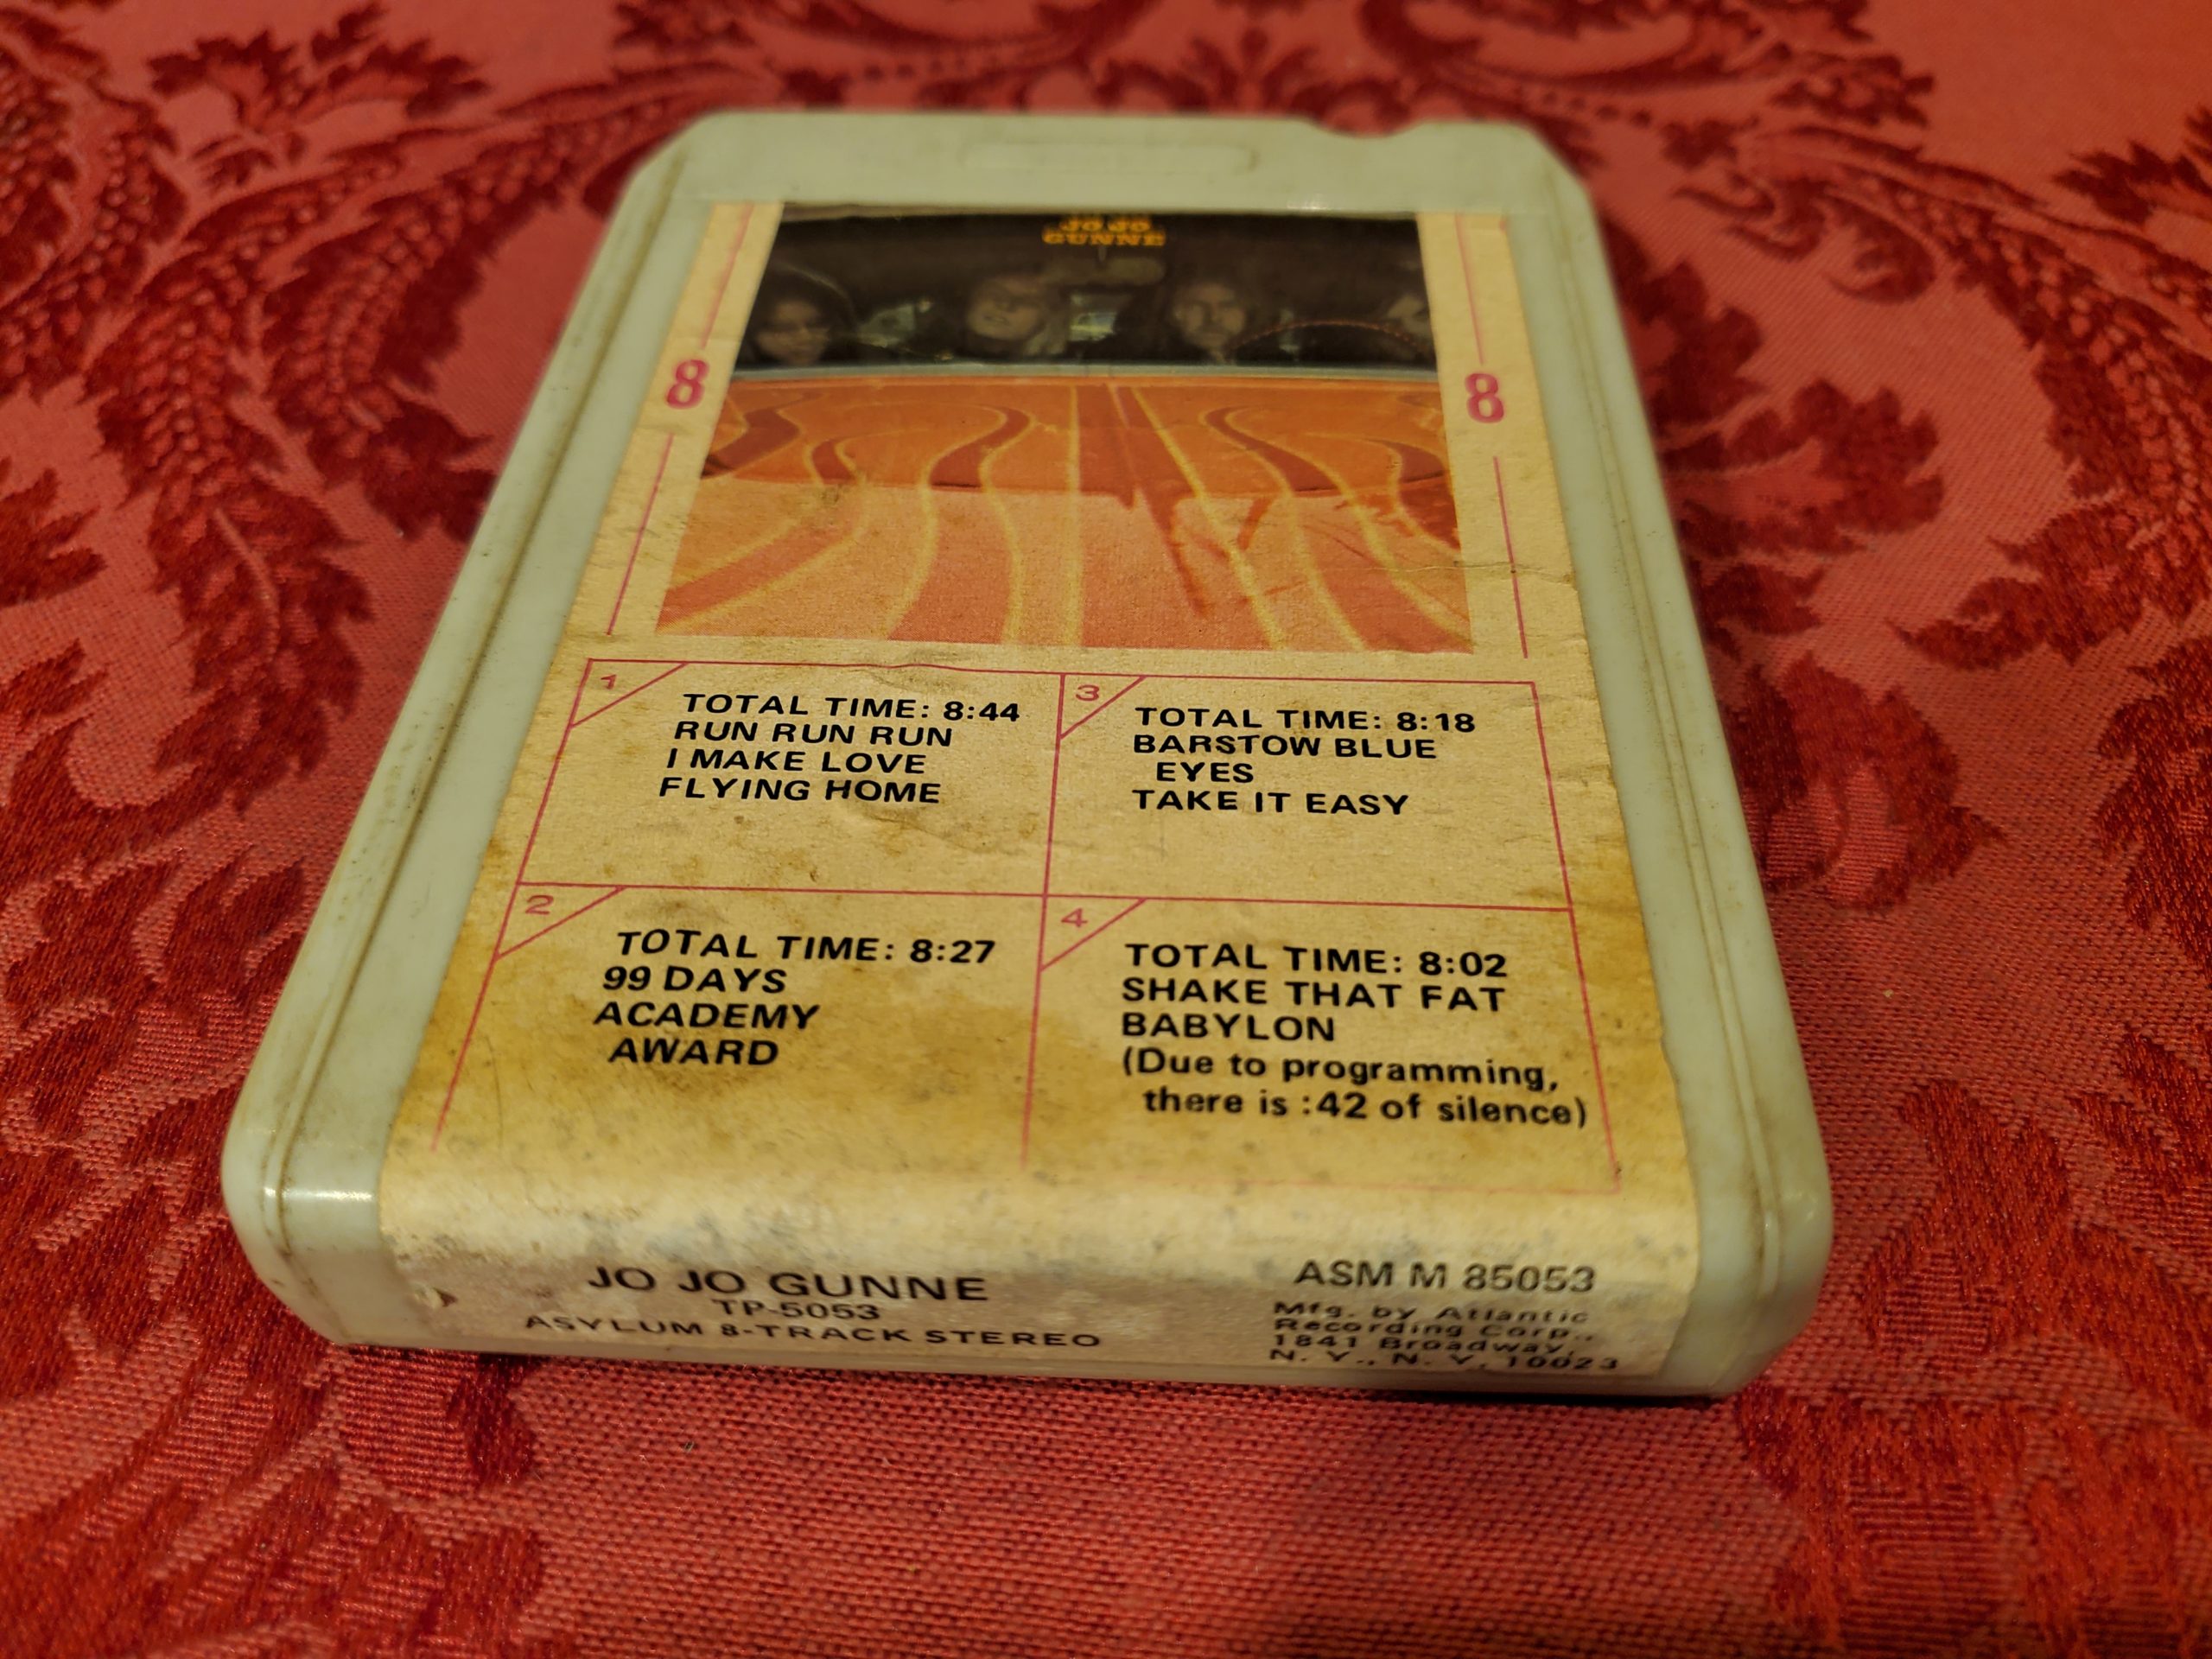 JO JO
GUNNE
8
8
1
TOTAL TIME: 8:44
RUN RUN RUN
I MAKE LOVE
FLYING HOME
3
TOTAL TIME: 8:18
BARSTOW BLUE
EYES
TAKE IT EASY
2
TOTAL TIME: 8:27
99 DAYS
ACADEMY
AWARD
4
TOTAL TIME: 8:02
SHAKE THAT FAT
BABYLON
(Due to programming,
there is :42 of silence)
JO JO GUNNE
TP-5053
ASYLUM 8-TRACK STEREO
ASM M 85053
Mfg. by Atlantic
Recording Corp.,
1841 Broadway,
N. Y., N. Y. 10023